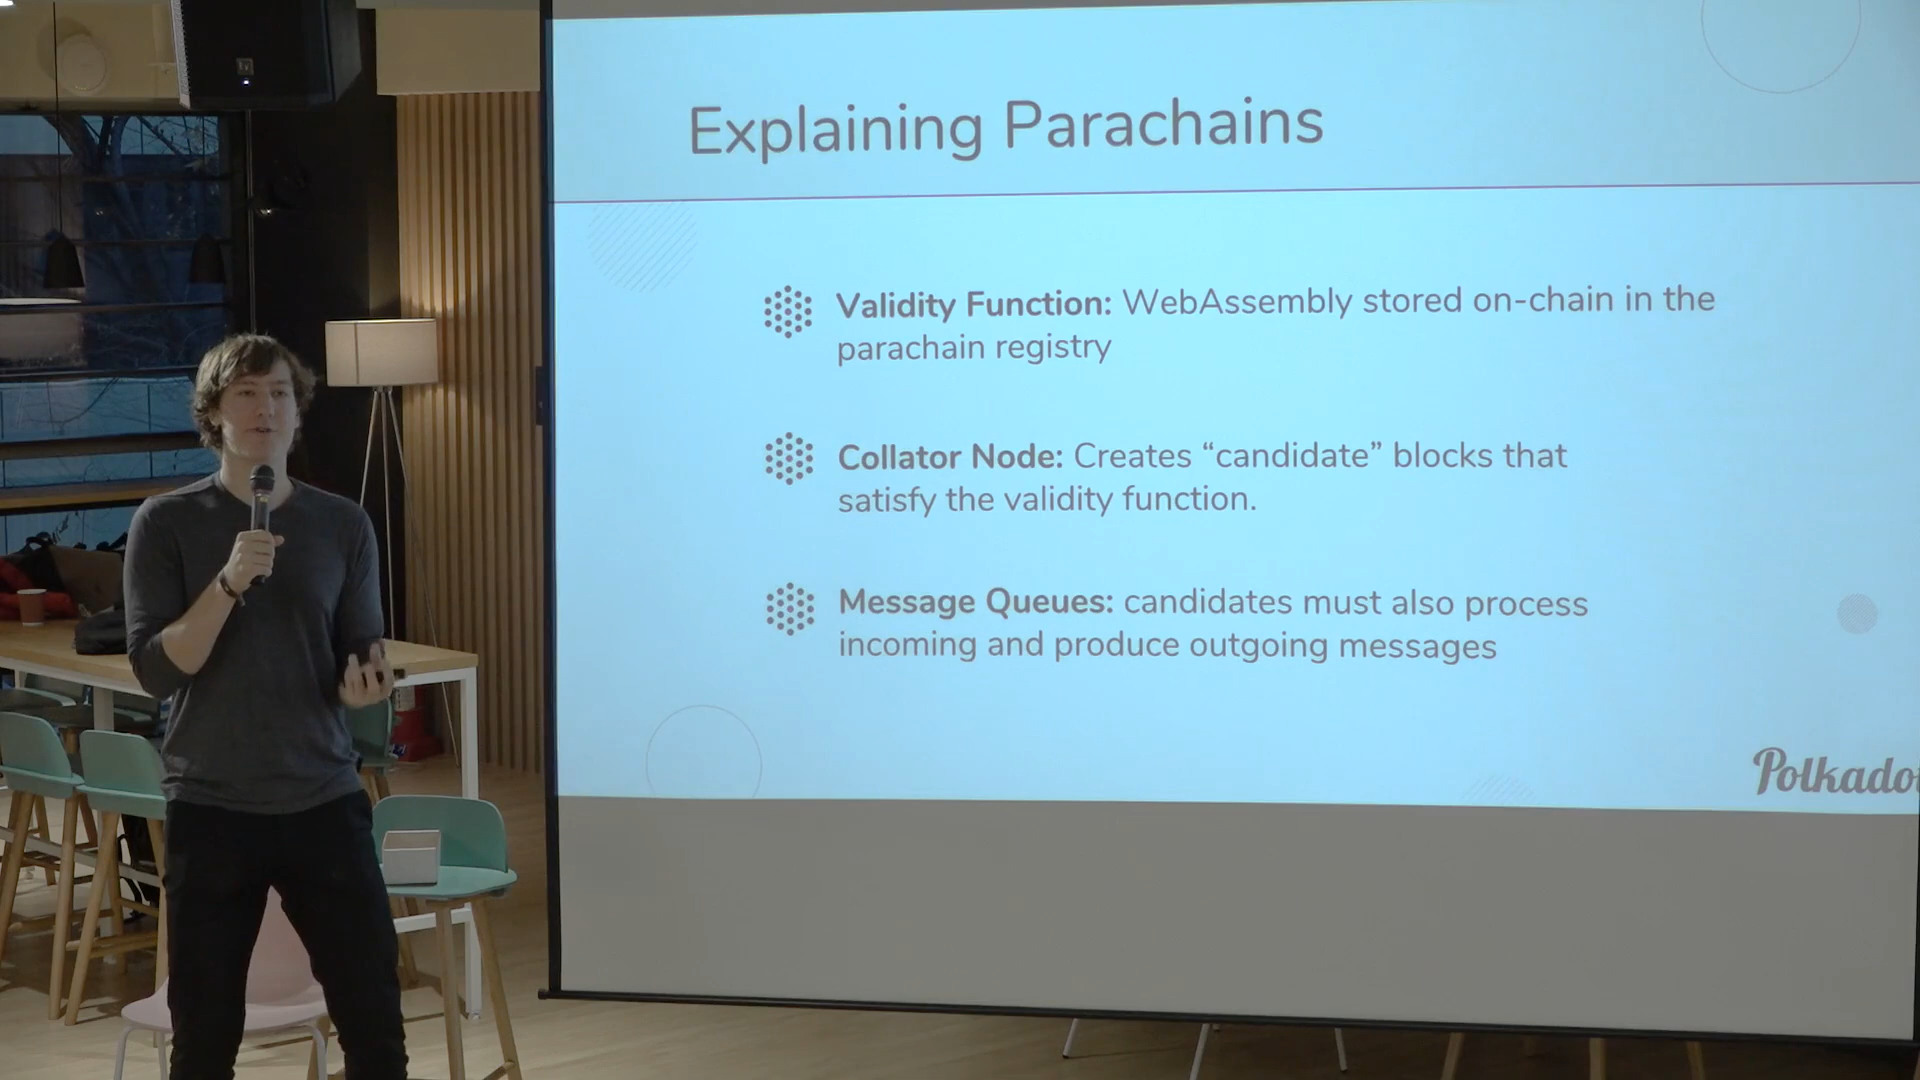 Explaining Parachains
Validity Function: WebAssembly stored on-chain in the
parachain registry
Collator Node: Creates “candidate” blocks that
satisfy the validity function.
Message Queues: candidates must also process
incoming and produce outgoing messages
Polkadot